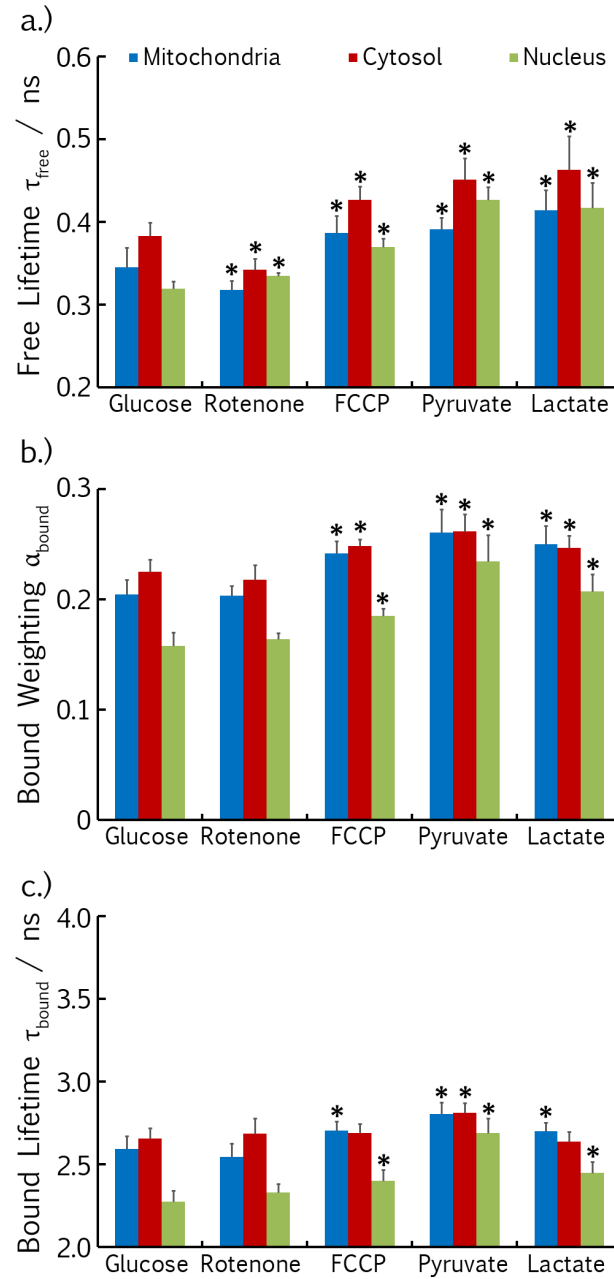 a.)
Mitochondria Cytosol Nucleus
Free Lifetime τfree / ns
0.6
0.5
0.4
0.3
0.2
* * * * * * * * * * * *
Glucose Rotenone FCCP Pyruvate Lactate
b.)
Bound Weighting αbound
0.3
0.2
0.1
0
* * * * * * * * *
Glucose Rotenone FCCP Pyruvate Lactate
c.)
Bound Lifetime τbound / ns
4.0
3.5
3.0
2.5
2.0
* * * * * * *
Glucose Rotenone FCCP Pyruvate Lactate